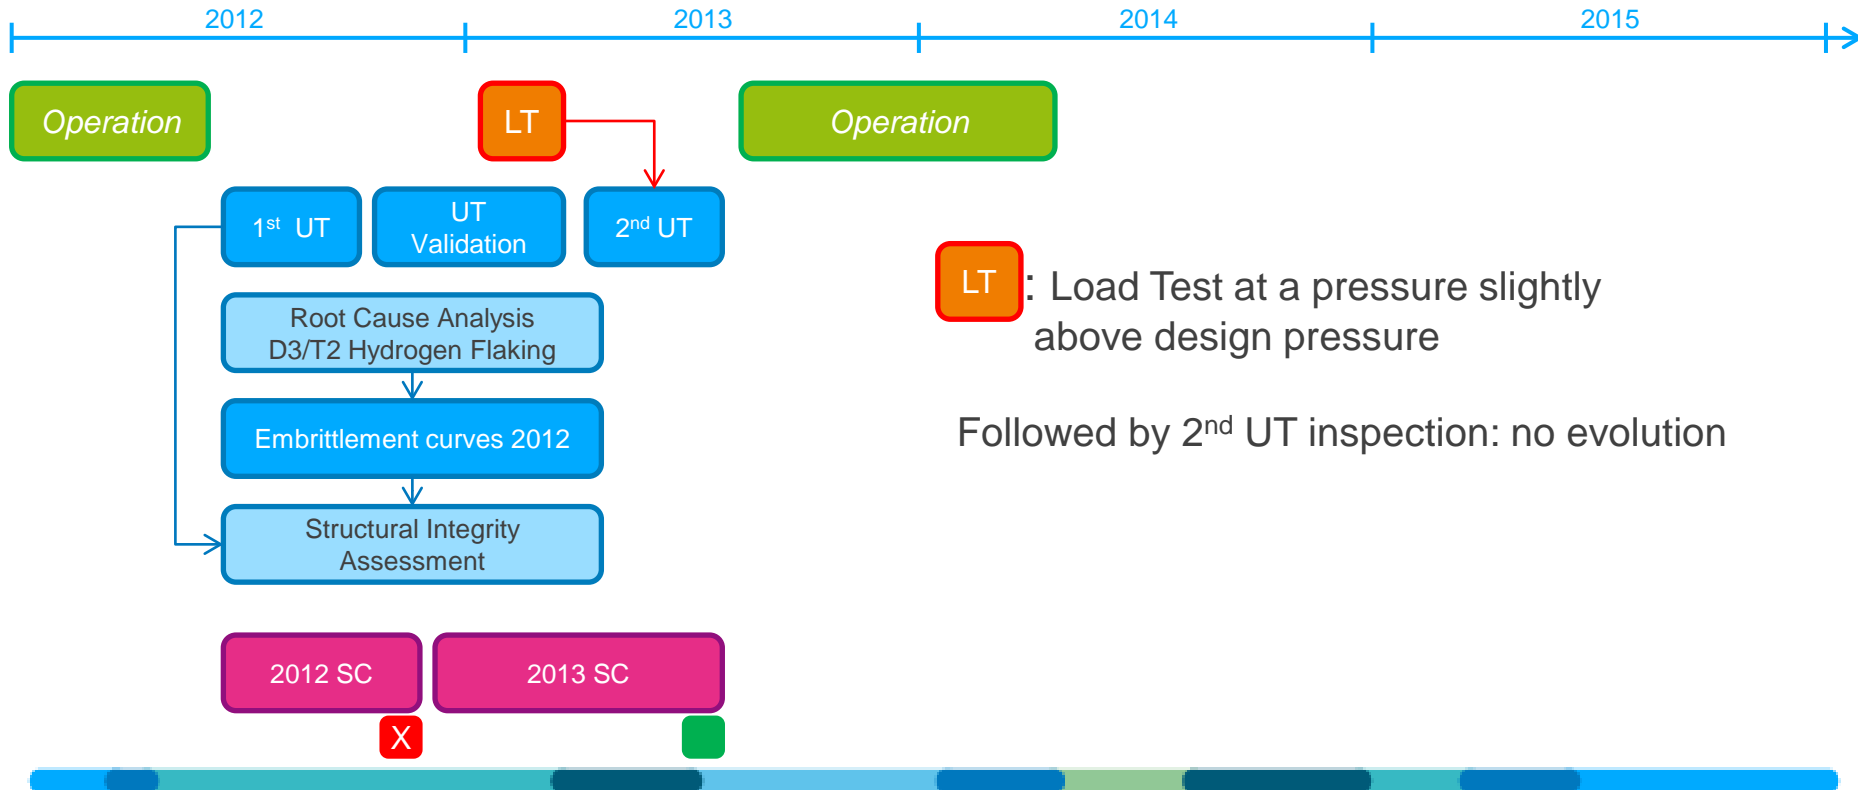 2012
2013
2014
2015
Operation
LT
Operation
1st UT
UT
Validation
2nd UT
Root Cause Analysis
D3/T2 Hydrogen Flaking
Embrittlement curves 2012
Structural Integrity
Assessment
LT : Load Test at a pressure slightly
above design pressure
Followed by 2nd UT inspection: no evolution
2012 SC
2013 SC
X